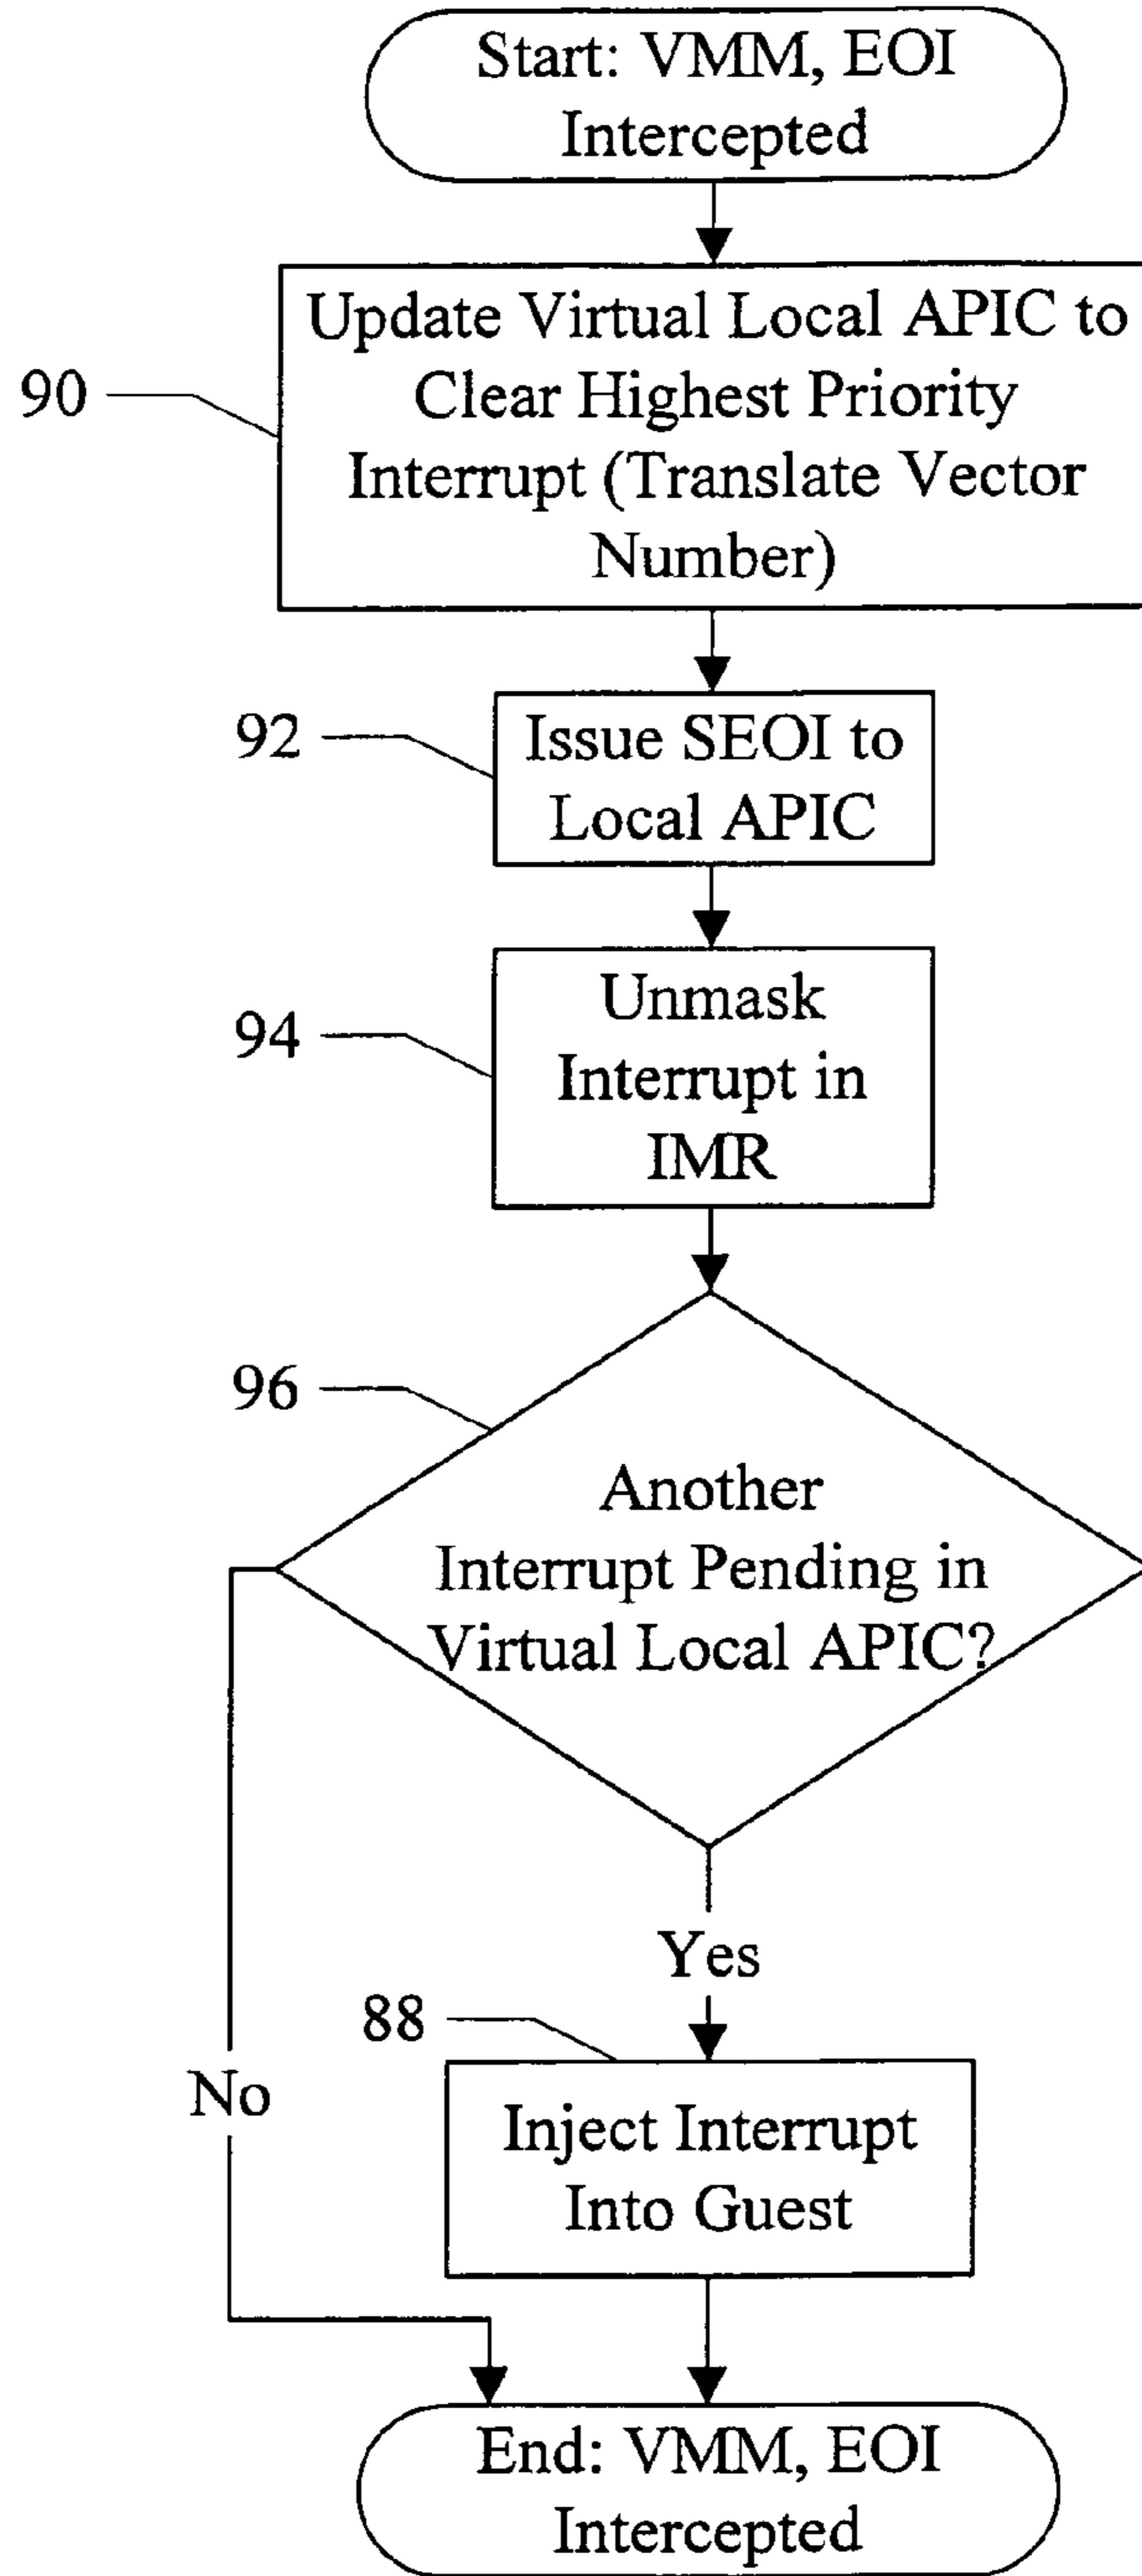 Start: VMM, EOI
Intercepted
90
Update Virtual Local APIC to
Clear Highest Priority
Interrupt (Translate Vector
Number)
92
Issue SEOI to
Local APIC
94
Unmask
Interrupt in
IMR
96
Another
Interrupt Pending in
Virtual Local APIC?
Yes
88
No
Inject Interrupt
Into Guest
End: VMM, EOI
Intercepted